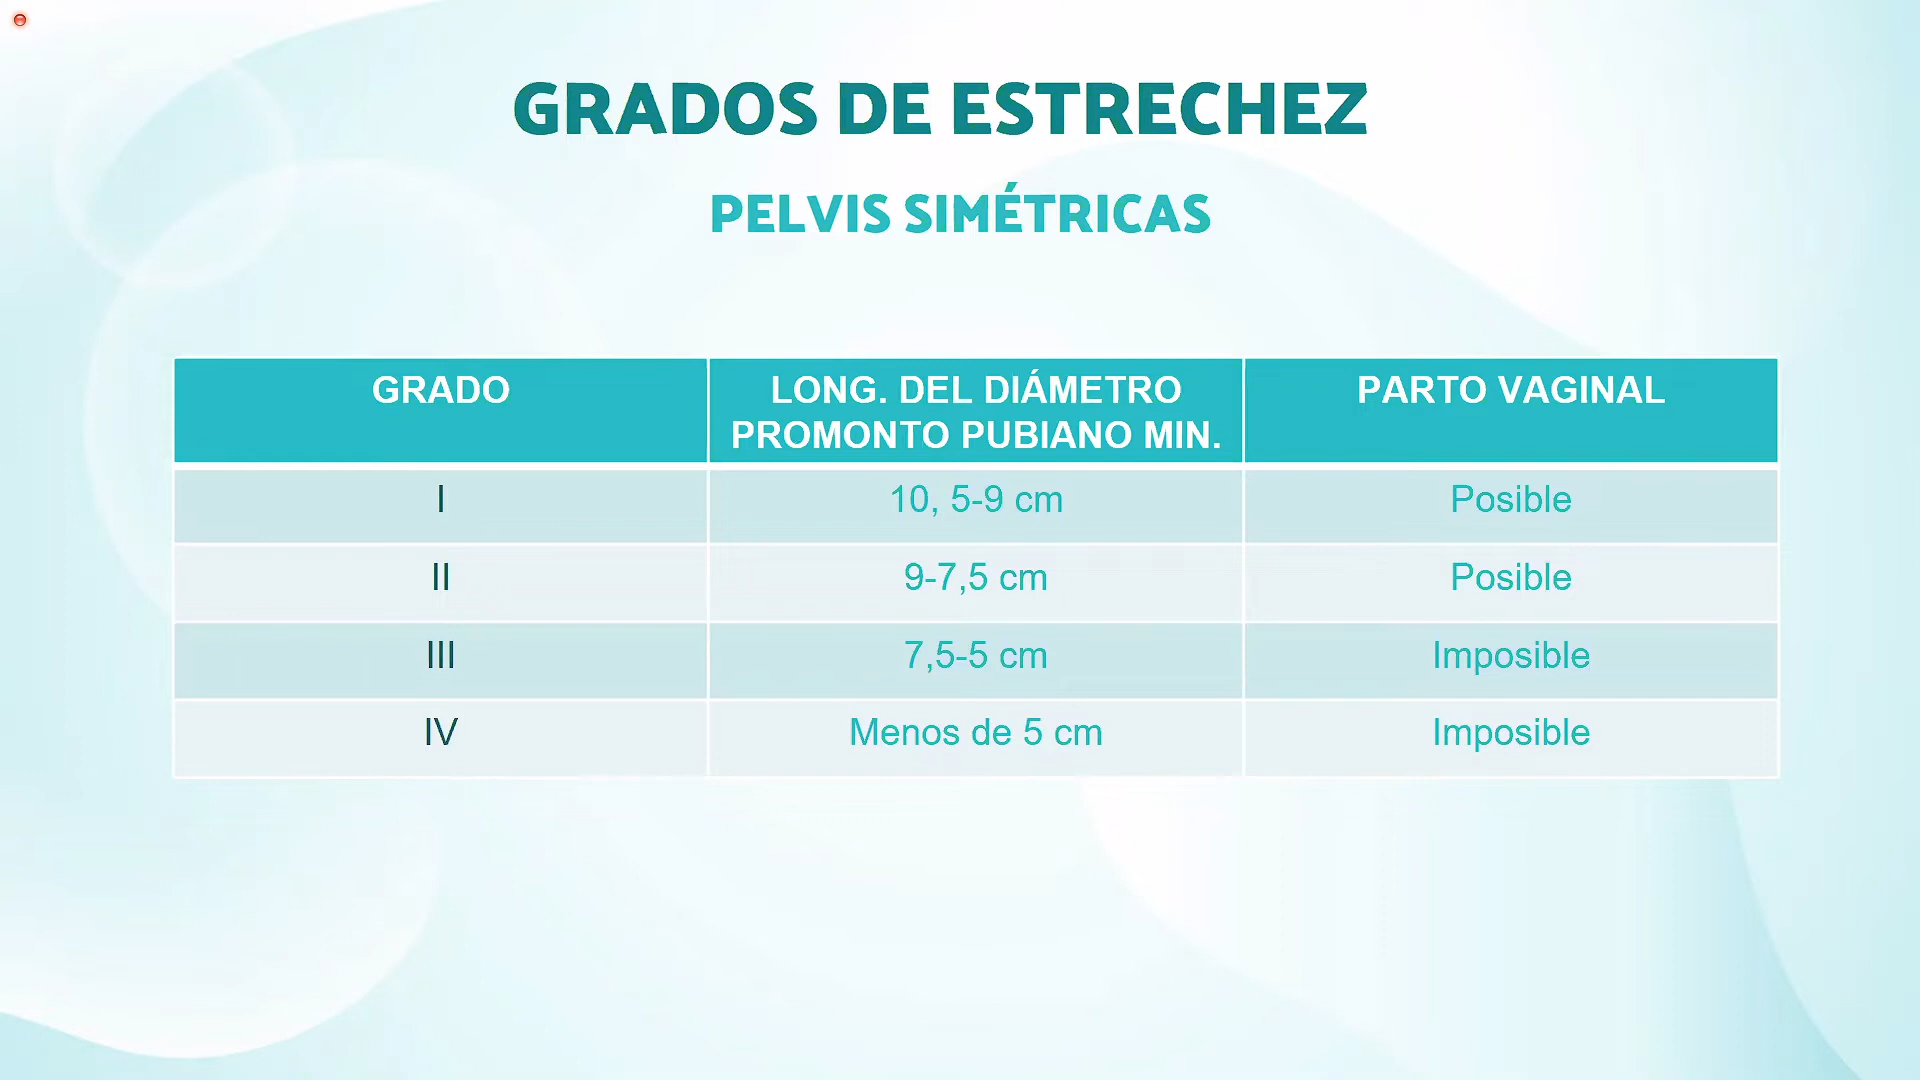 GRADOS DE ESTRECHEZ
PELVIS SIMÉTRICAS
GRADO
LONG. DEL DIÁMETRO
PROMONTO PUBIANO MIN.
PARTO VAGINAL
I
10, 5-9 cm
Posible
II
9-7,5 cm
Posible
III
7,5-5 cm
Imposible
IV
Menos de 5 cm
Imposible